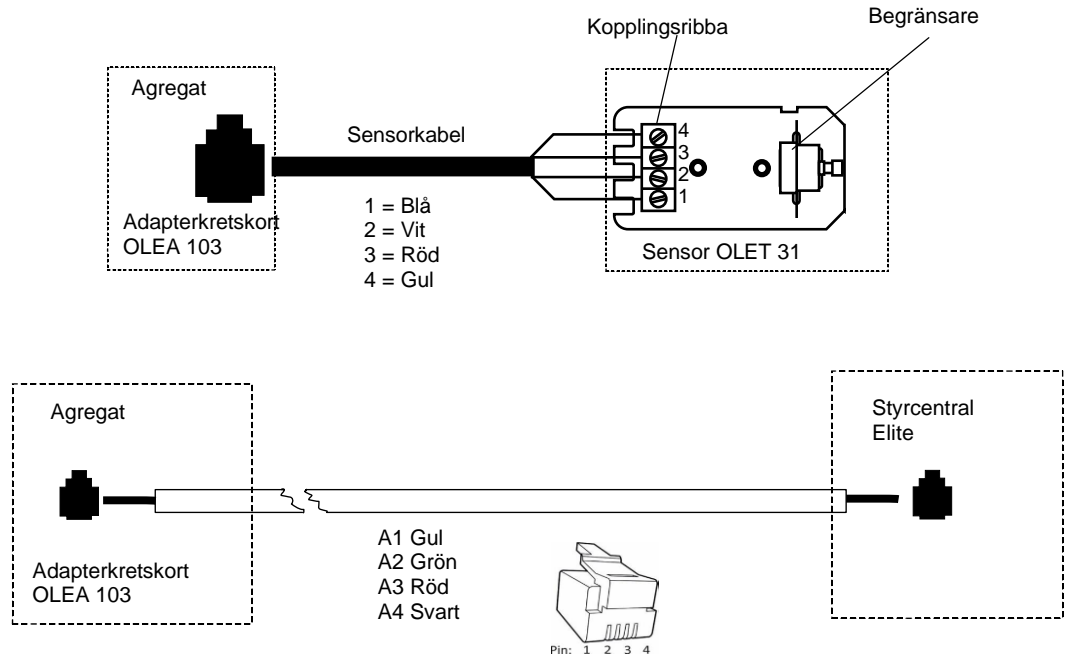 Begränsare
Kopplingsribba
Agregat
Sensorkabel
4
3
2
1
1 = Blå
2 = Vit
3 = Röd
4 = Gul
Adapterkretskort
OLEA 103
Sensor OLET 31
Agregat
Styrcentral
Elite
A1 Gul
A2 Grön
A3 Röd
A4 Svart
Adapterkretskort
OLEA 103
Pin: 1 2 3 4